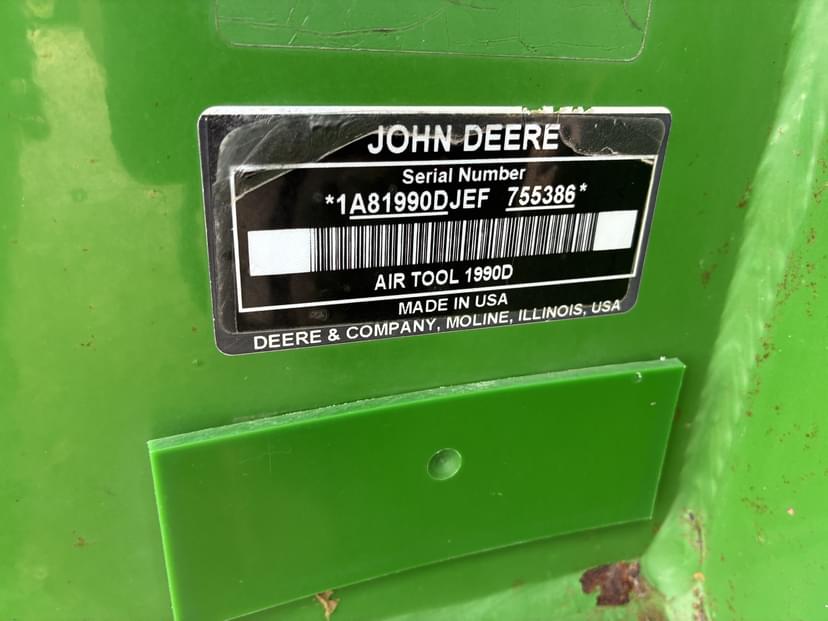 JOHN DEERE
Serial Number
*1A81990DJEF 755386*
AIR TOOL 1990D
MADE IN USA
DEERE & COMPANY, MOLINE, ILLINOIS, USA